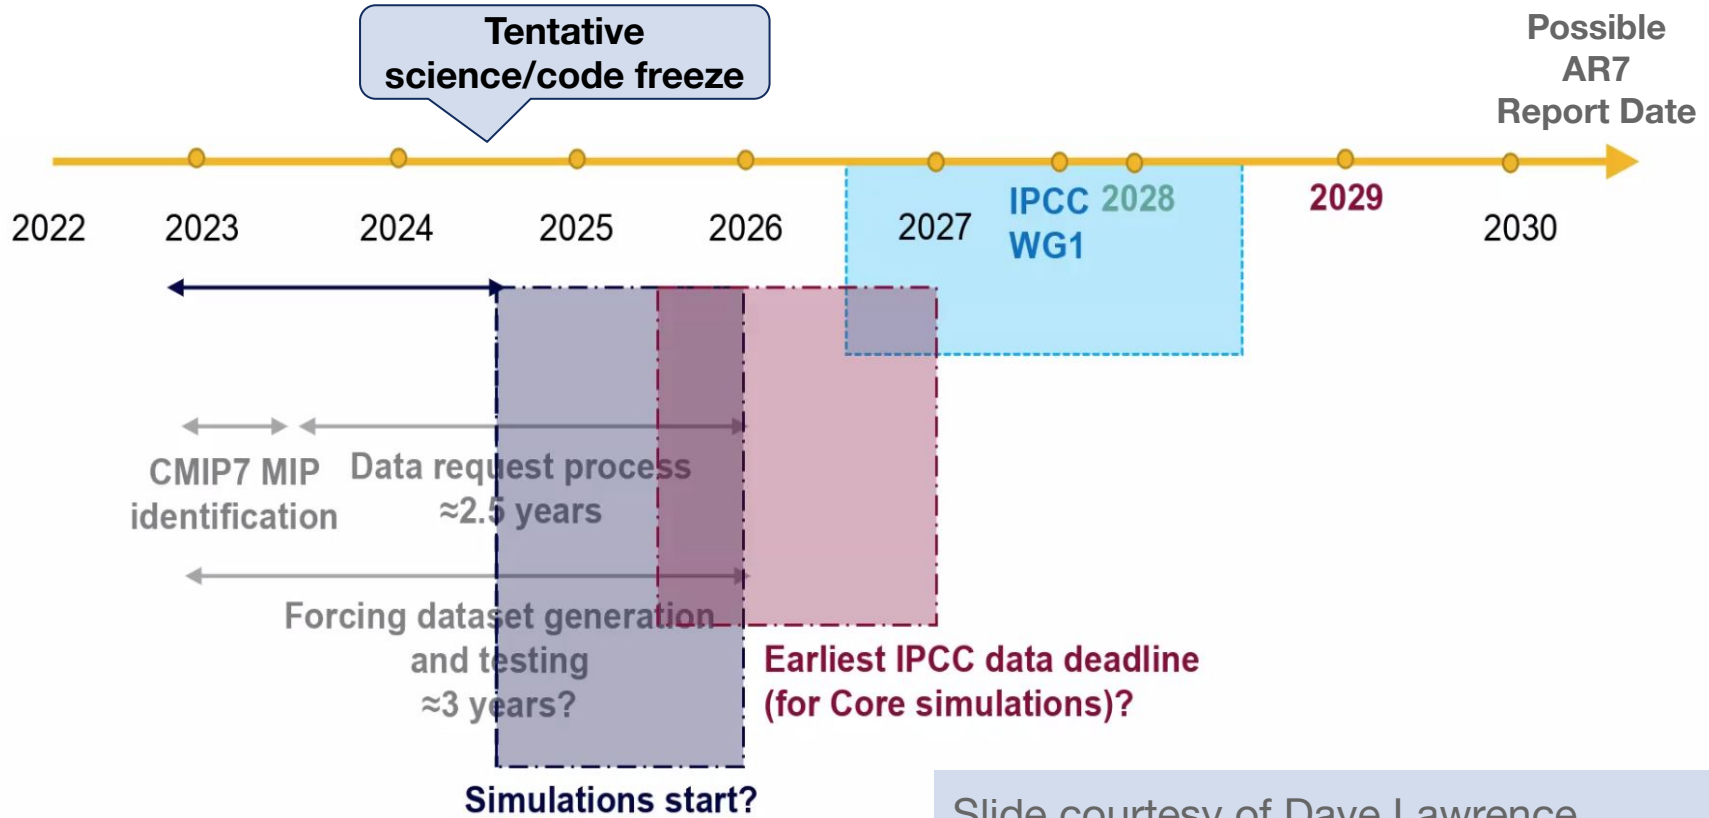 Tentative
science/code freeze
Possible
AR7
Report Date
2022
2023
2024
2025
2026
2027
IPCC
WG1
2028
2029
2030
CMIP7 MIP
identification
Data request process
≈2.5 years
Forcing dataset generation
and testing
≈3 years?
Earliest IPCC data deadline
(for Core simulations)?
Simulations start?
Slide courtesy of Dave Lawrence